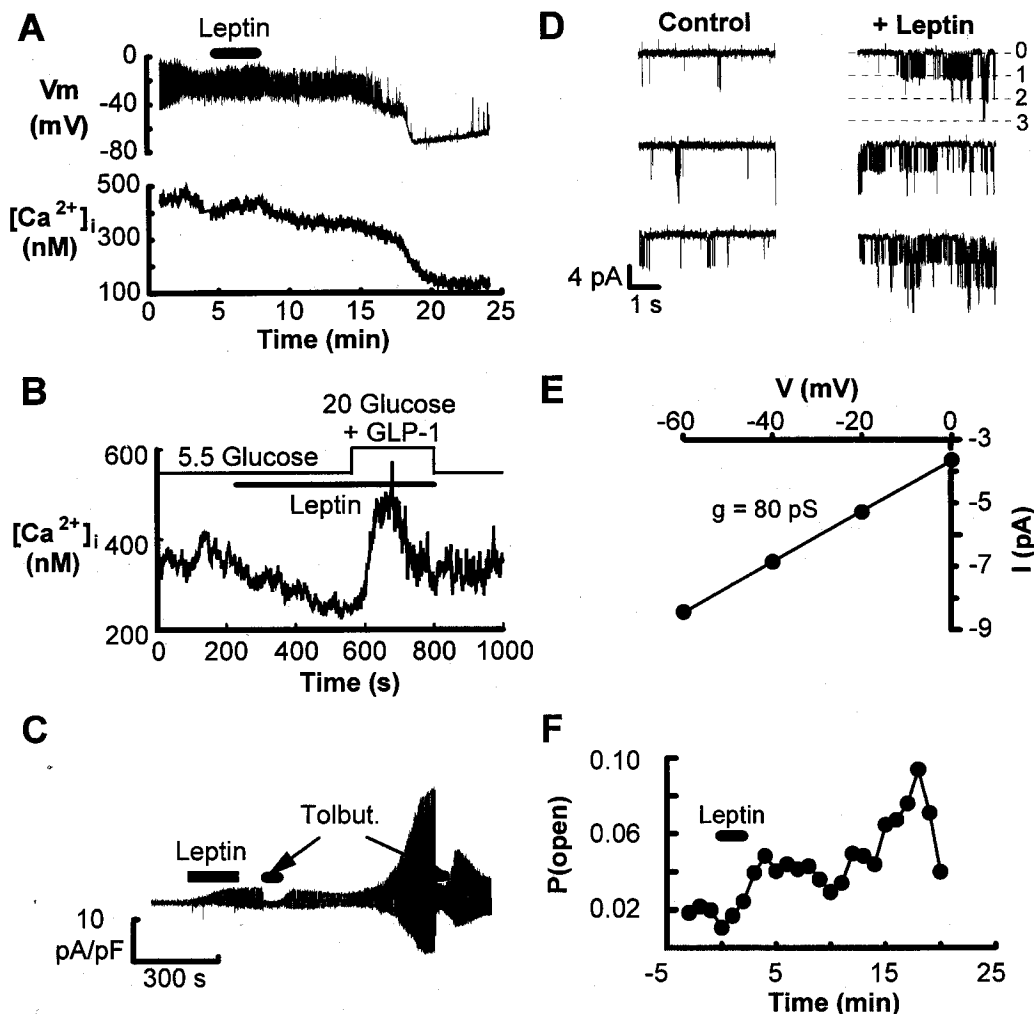 A
Leptin
0
Vm
-40
(mV)
-80
500
[Ca2+]i
300
(nM)
100
0 5 10 15 20 25
Time (min)
B
20 Glucose
+ GLP-1
600
5.5 Glucose
Leptin
[Ca2+]i
400
(nM)
200
0 200 400 600 800 1000
Time (s)
C
Tolbut.
Leptin
10
pA/pF
300 s
D
Control
+ Leptin
0
1
2
3
4 pA
1 s
E
V (mV)
-60 -40 -20 0
-3
g = 80 pS
-5
I (pA)
-7
-9
F
0.10
Leptin
P(open)
0.06
0.02
-5 5 15 25
Time (min)